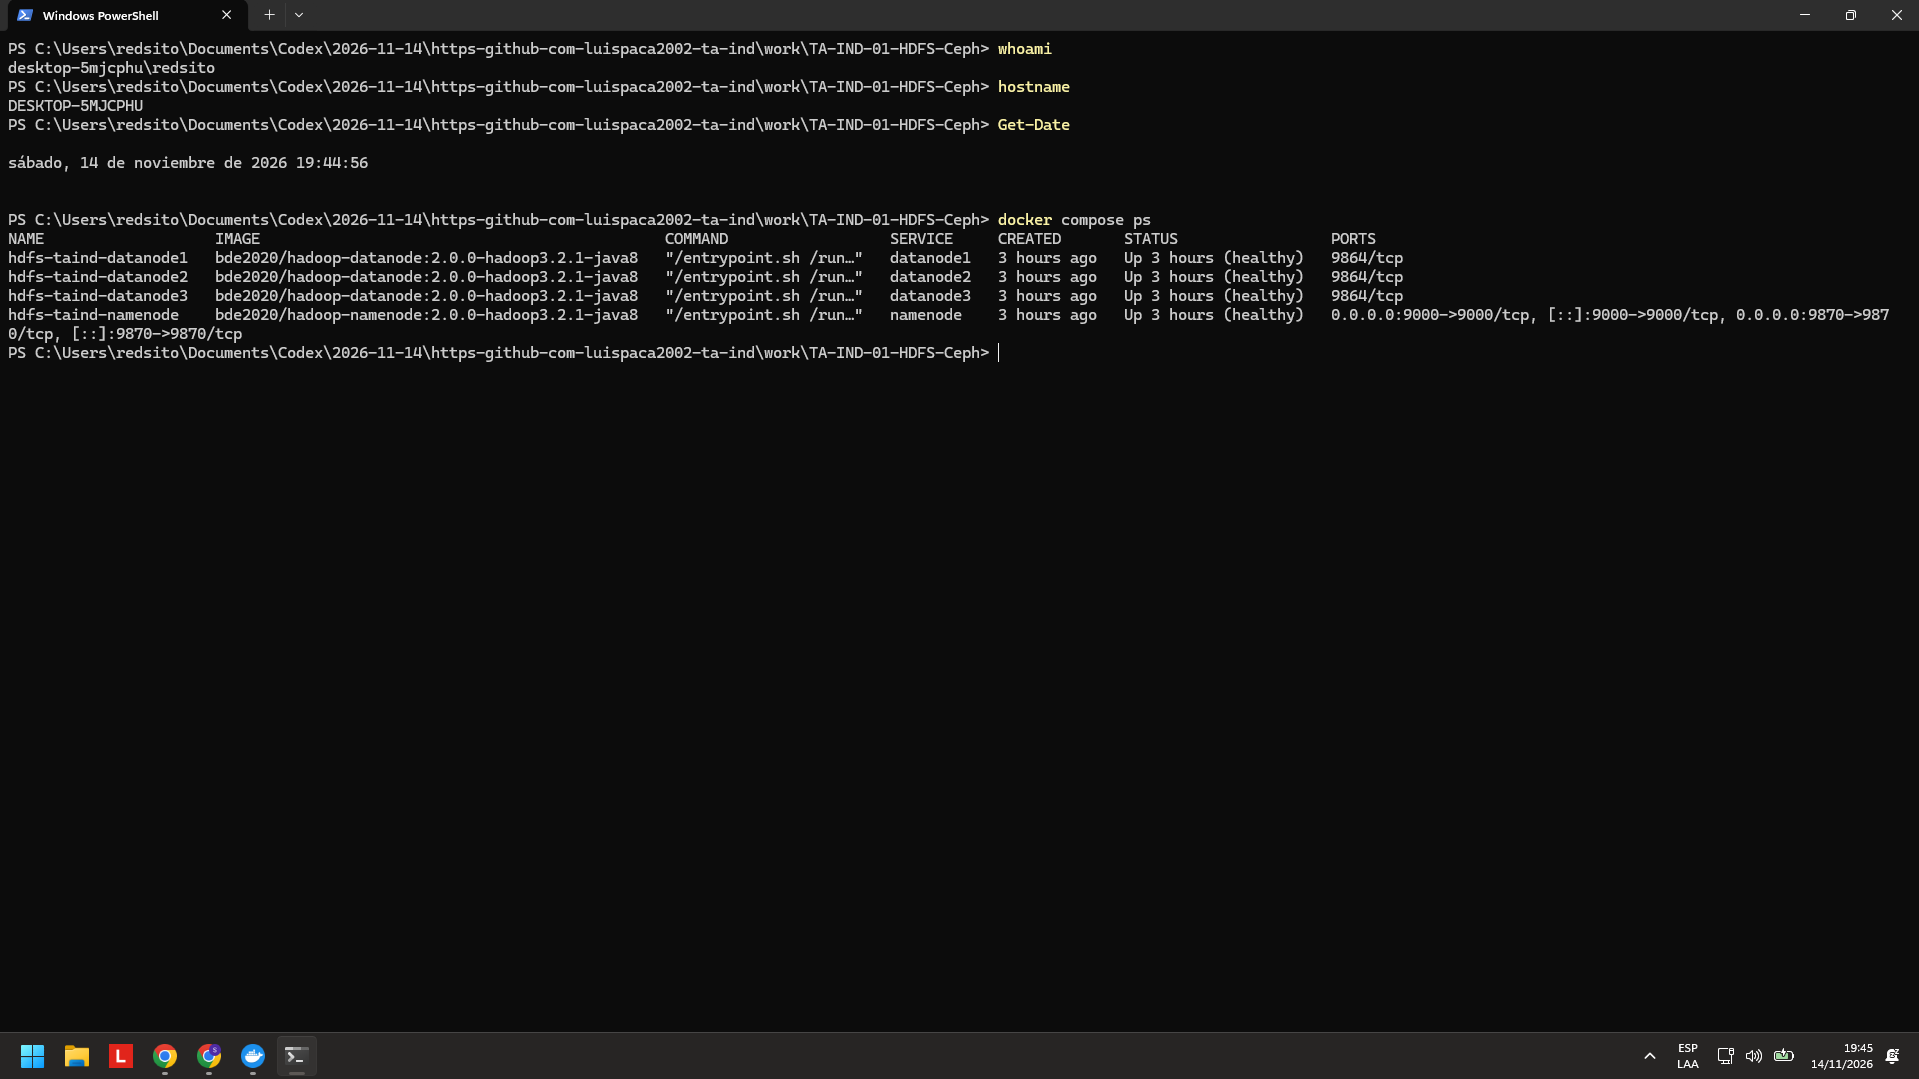 Windows PowerShell
PS C:\Users\redsito\Documents\Codex\2026-11-14\https-github-com-luispaca2002-ta-ind\work\TA-IND-01-HDFS-Ceph> whoami
desktop-5mjcphu\redsito
PS C:\Users\redsito\Documents\Codex\2026-11-14\https-github-com-luispaca2002-ta-ind\work\TA-IND-01-HDFS-Ceph> hostname
DESKTOP-5MJCPHU
PS C:\Users\redsito\Documents\Codex\2026-11-14\https-github-com-luispaca2002-ta-ind\work\TA-IND-01-HDFS-Ceph> Get-Date
sábado, 14 de noviembre de 2026 19:44:56
PS C:\Users\redsito\Documents\Codex\2026-11-14\https-github-com-luispaca2002-ta-ind\work\TA-IND-01-HDFS-Ceph> docker compose ps
NAME IMAGE COMMAND SERVICE CREATED STATUS PORTS
hdfs-taind-datanode1 bde2020/hadoop-datanode:2.0.0-hadoop3.2.1-java8 "/entrypoint.sh /run…" datanode1 3 hours ago Up 3 hours (healthy) 9864/tcp
hdfs-taind-datanode2 bde2020/hadoop-datanode:2.0.0-hadoop3.2.1-java8 "/entrypoint.sh /run…" datanode2 3 hours ago Up 3 hours (healthy) 9864/tcp
hdfs-taind-datanode3 bde2020/hadoop-datanode:2.0.0-hadoop3.2.1-java8 "/entrypoint.sh /run…" datanode3 3 hours ago Up 3 hours (healthy) 9864/tcp
hdfs-taind-namenode bde2020/hadoop-namenode:2.0.0-hadoop3.2.1-java8 "/entrypoint.sh /run…" namenode 3 hours ago Up 3 hours (healthy) 0.0.0.0:9000->9000/tcp, [::]:9000->9000/tcp, 0.0.0.0:9870->987
0/tcp, [::]:9870->9870/tcp
PS C:\Users\redsito\Documents\Codex\2026-11-14\https-github-com-luispaca2002-ta-ind\work\TA-IND-01-HDFS-Ceph>
L
ESP
LAA
19:45
14/11/2026